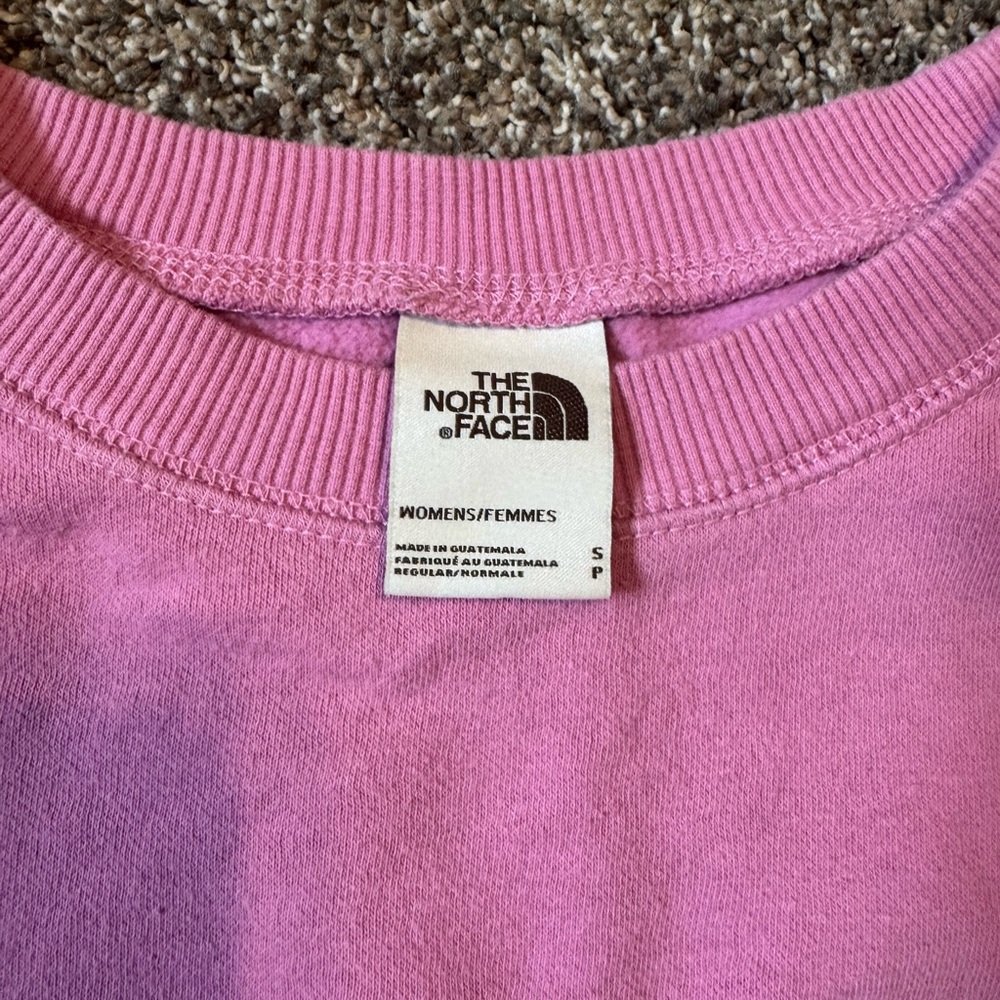 THE
NORTH
®FACE
WOMENS/FEMMES
MADE IN GUATEMALA
FABRIQUÉ AU GUATEMALA
REGULAR/NORMALE
S
P